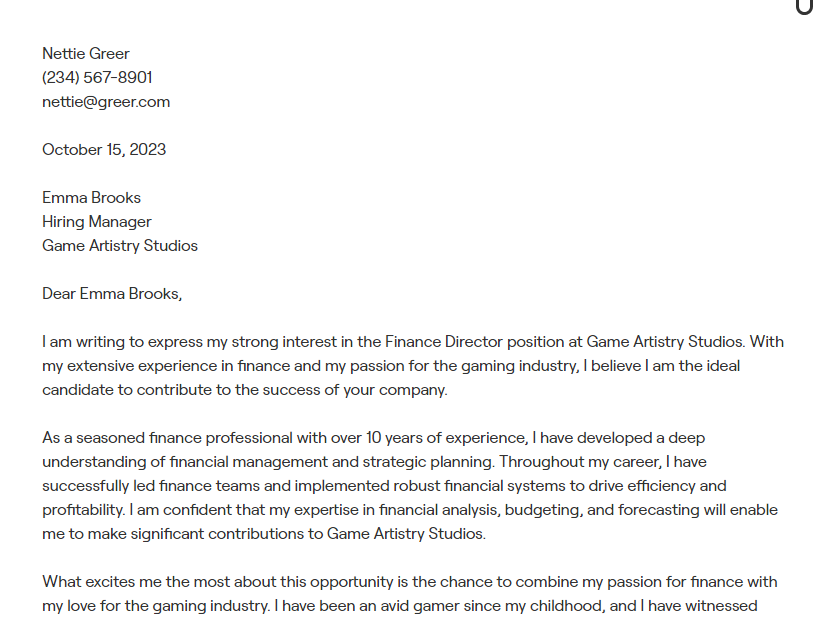 Nettie Greer
(234) 567-8901
nettie@greer.com
October 15, 2023
Emma Brooks
Hiring Manager
Game Artistry Studios
Dear Emma Brooks,
I am writing to express my strong interest in the Finance Director position at Game Artistry Studios. With
my extensive experience in finance and my passion for the gaming industry, I believe I am the ideal
candidate to contribute to the success of your company.
As a seasoned finance professional with over 10 years of experience, I have developed a deep
understanding of financial management and strategic planning. Throughout my career, I have
successfully led finance teams and implemented robust financial systems to drive efficiency and
profitability. I am confident that my expertise in financial analysis, budgeting, and forecasting will enable
me to make significant contributions to Game Artistry Studios.
What excites me the most about this opportunity is the chance to combine my passion for finance with
my love for the gaming industry. I have been an avid gamer since my childhood, and I have witnessed